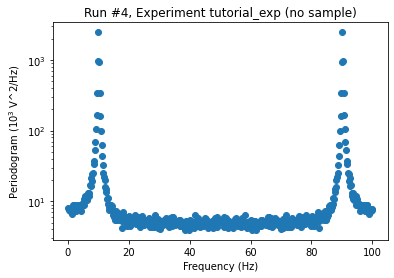 Run #4, Experiment tutorial_exp (no sample)
Periodogram (10³ V^2/Hz)
10³
10²
10¹
0 20 40 60 80 100
Frequency (Hz)